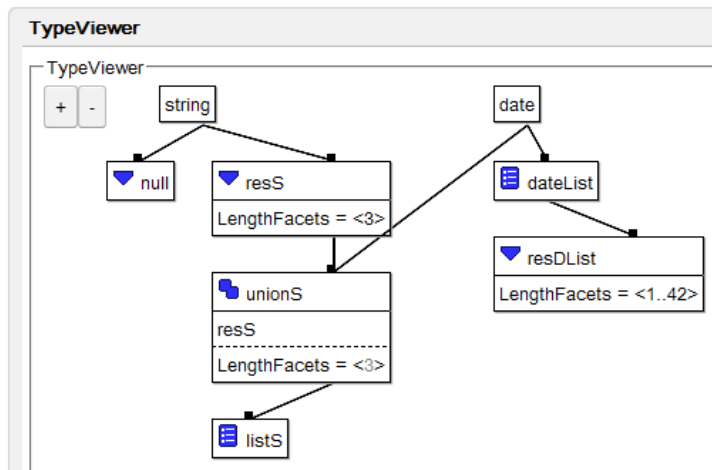 TypeViewer
TypeViewer
+ -
string
date
null
resS
LengthFacets = <3>
dateList
resDList
LengthFacets = <1..42>
unionS
resS
LengthFacets = <3>
listS